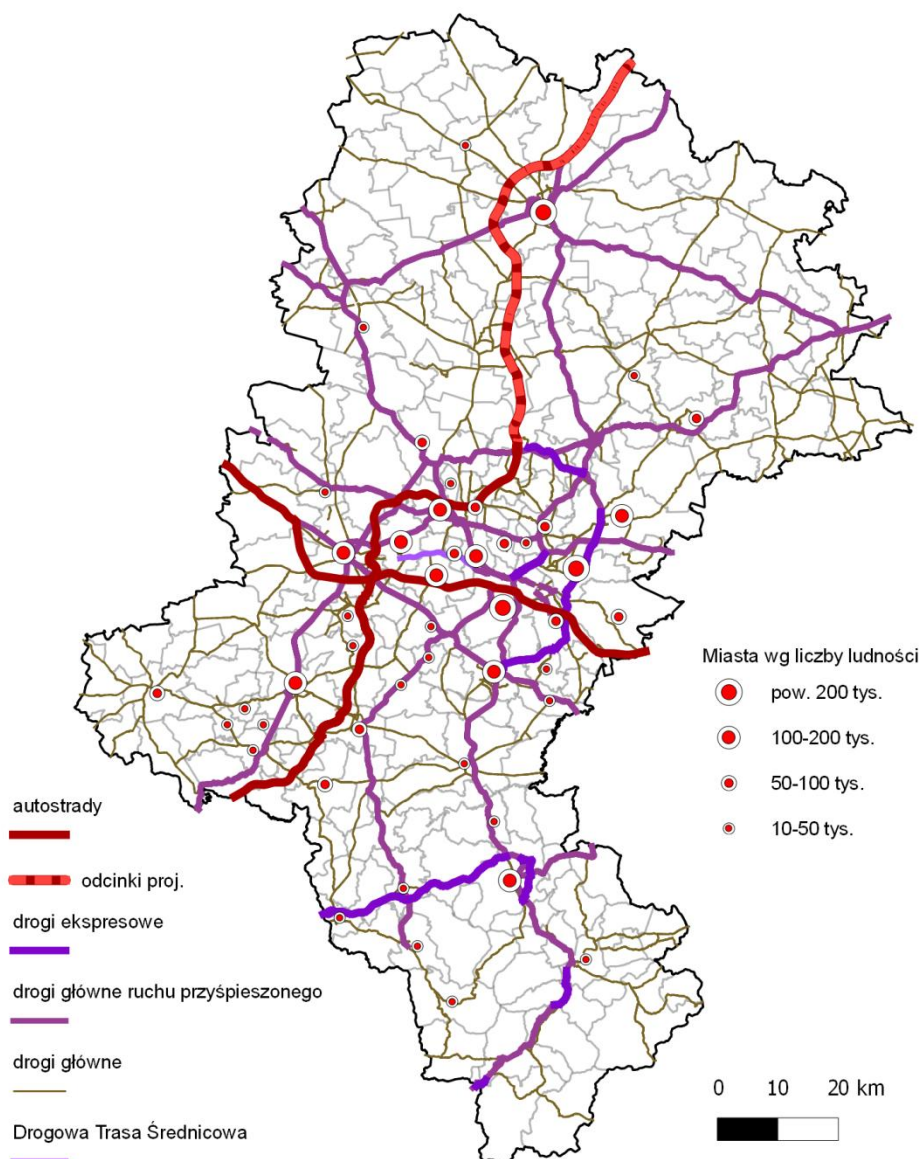 Miasta wg liczby ludności
pow. 200 tys.
100-200 tys.
50-100 tys.
10-50 tys.
autostrady
odcinki proj.
drogi ekspresowe
drogi główne ruchu przyśpieszonego
drogi główne
Drogowa Trasa Średnicowa
0 10 20 km